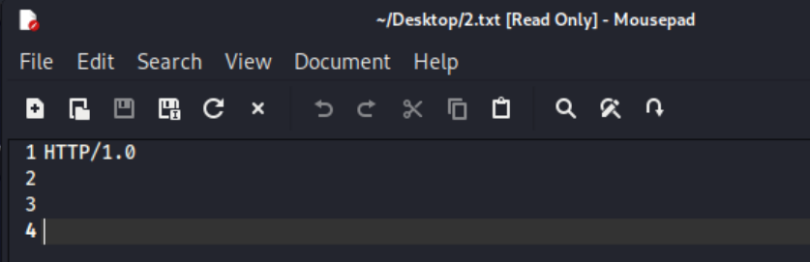 ~/Desktop/2.txt [Read Only] - Mousepad
File Edit Search View Document Help
1 HTTP/1.0
2
3
4